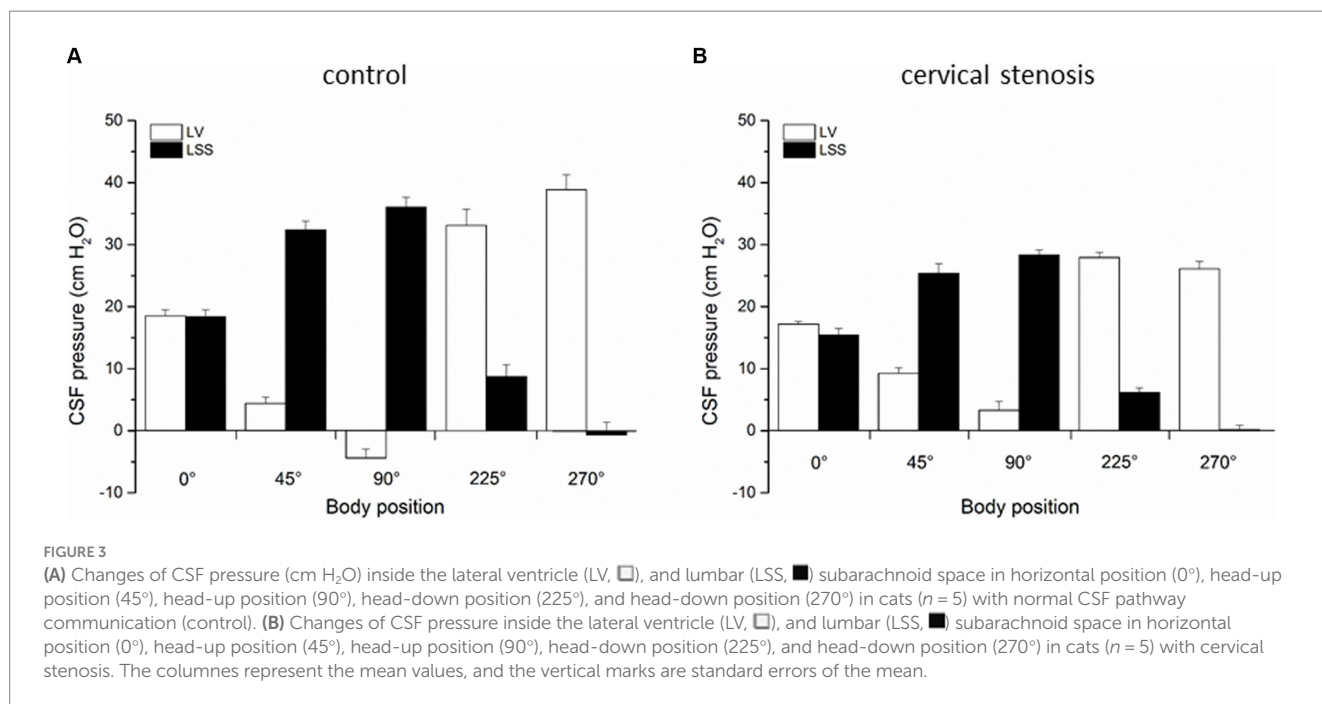 A
control
50
40
30
20
10
0
-10
CSF pressure (cm H₂O)
LV
LSS
0°
45°
90°
225°
270°
Body position
B
cervical stenosis
50
40
30
20
10
0
-10
CSF pressure (cm H₂O)
LV
LSS
0°
45°
90°
225°
270°
Body position
FIGURE 3
(A) Changes of CSF pressure (cm H₂O) inside the lateral ventricle (LV, □), and lumbar (LSS, ■) subarachnoid space in horizontal position (0°), head-up
position (45°), head-up position (90°), head-down position (225°), and head-down position (270°) in cats (n = 5) with normal CSF pathway
communication (control). (B) Changes of CSF pressure inside the lateral ventricle (LV, □), and lumbar (LSS, ■) subarachnoid space in horizontal
position (0°), head-up position (45°), head-up position (90°), head-down position (225°), and head-down position (270°) in cats (n = 5) with cervical
stenosis. The columnes represent the mean values, and the vertical marks are standard errors of the mean.